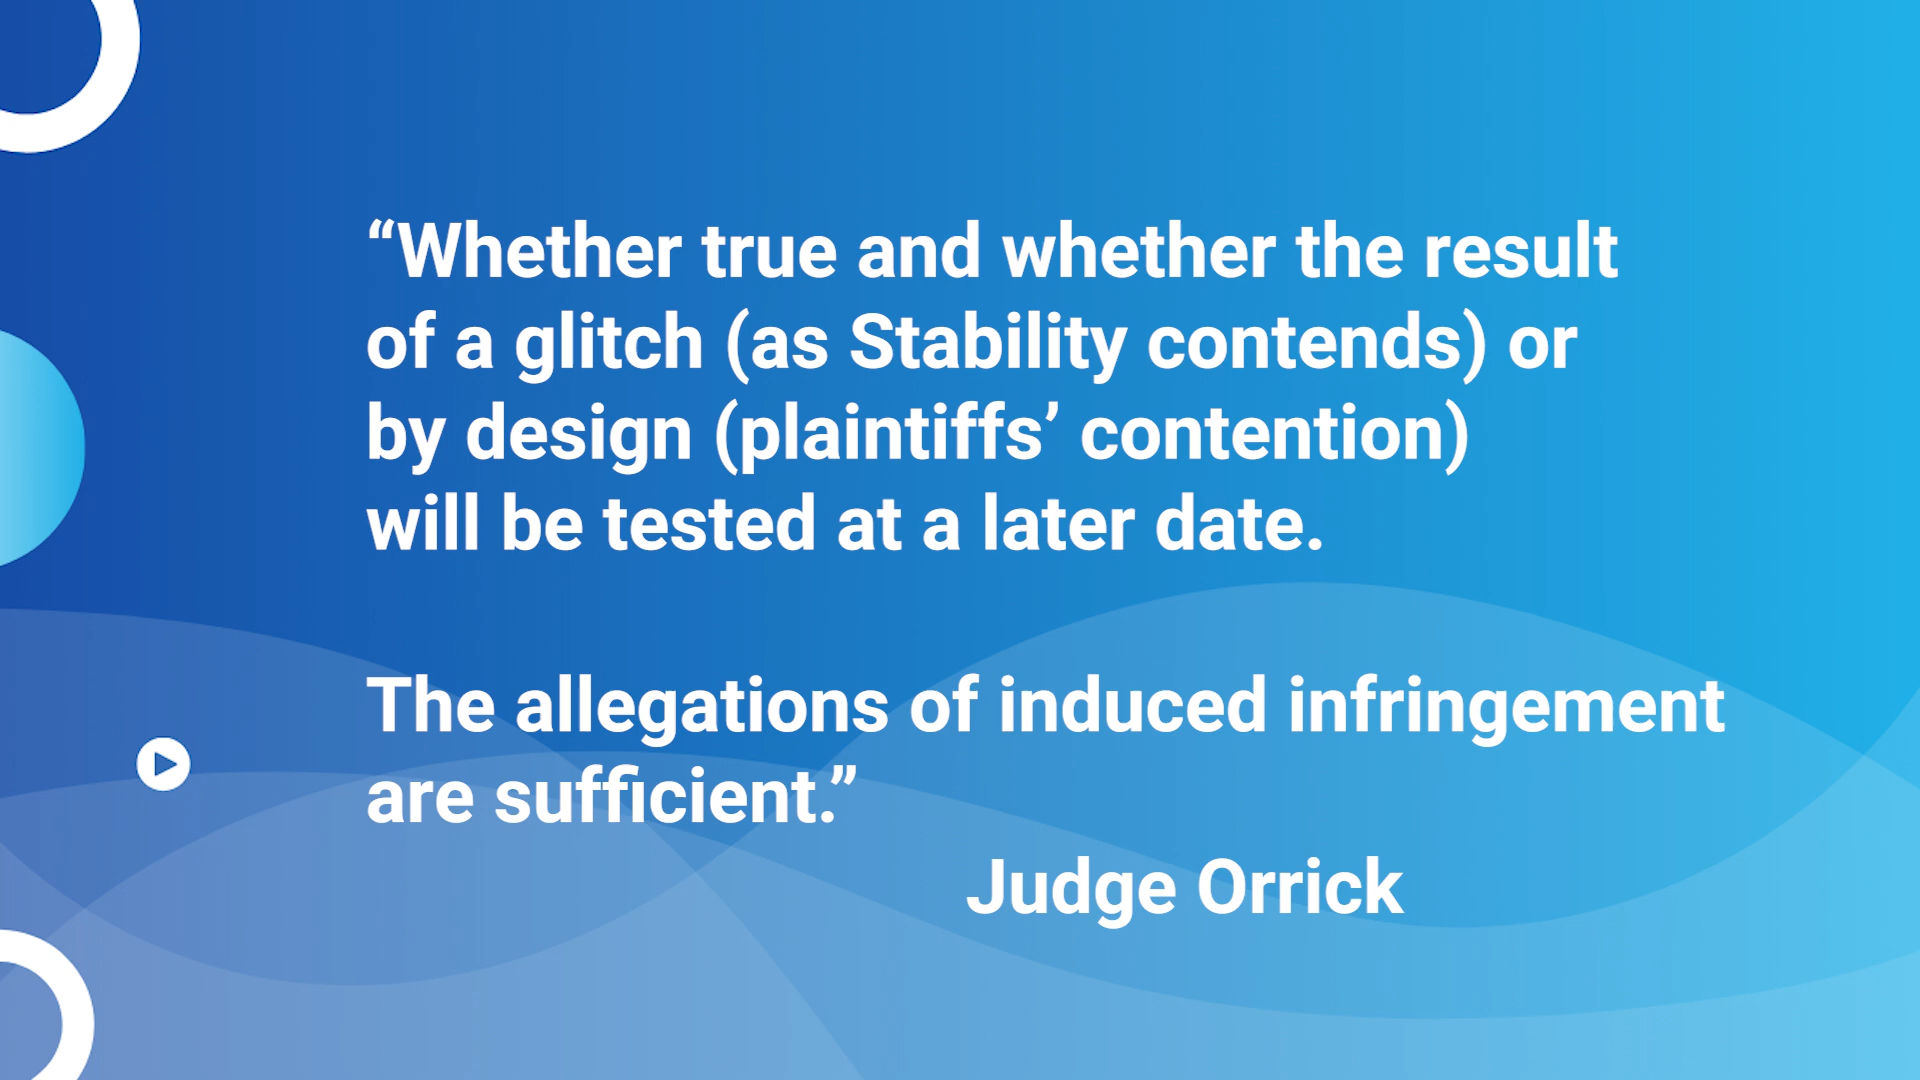 “Whether true and whether the result
of a glitch (as Stability contends) or
by design (plaintiffs’ contention)
will be tested at a later date.
The allegations of induced infringement
are sufficient.”
Judge Orrick